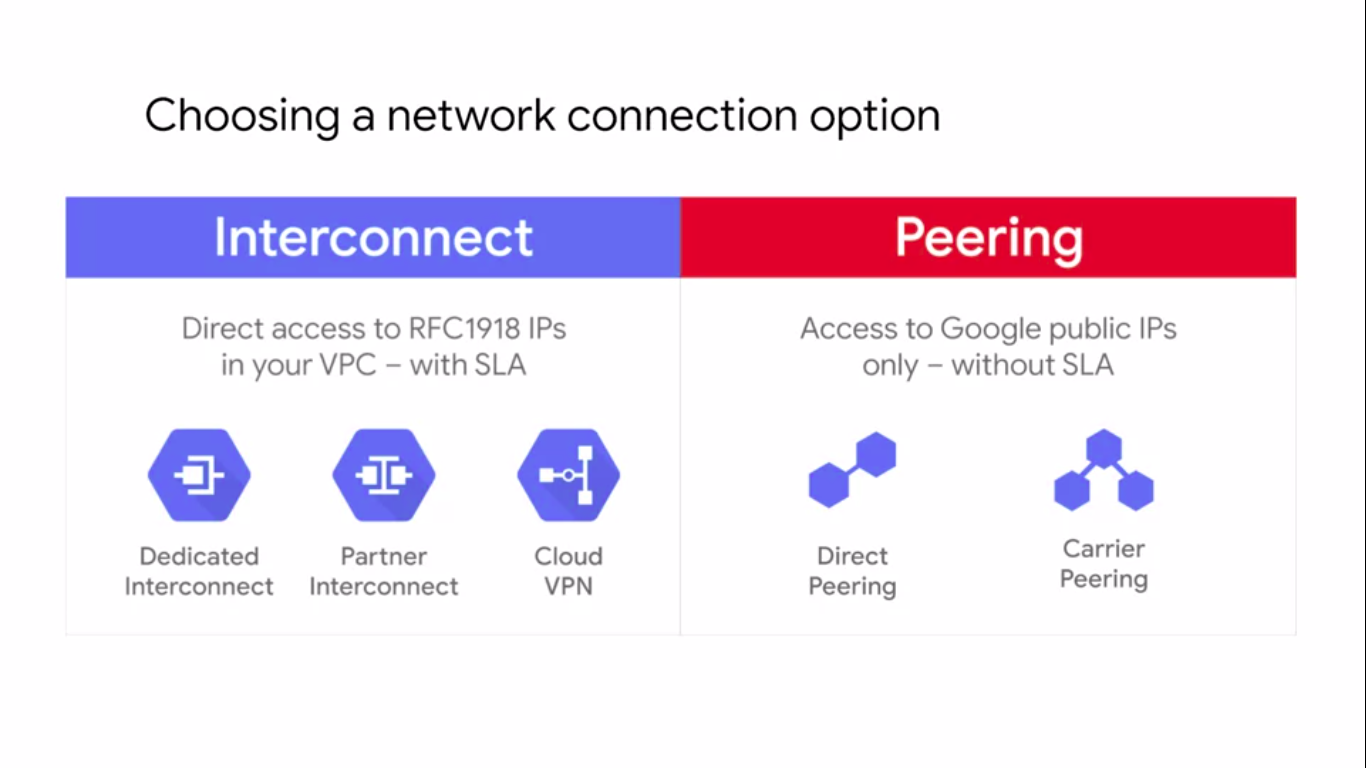 Choosing a network connection option
Interconnect
Direct access to RFC1918 IPs
in your VPC – with SLA
Dedicated
Interconnect
Partner
Interconnect
Cloud
VPN
Peering
Access to Google public IPs
only – without SLA
Direct
Peering
Carrier
Peering